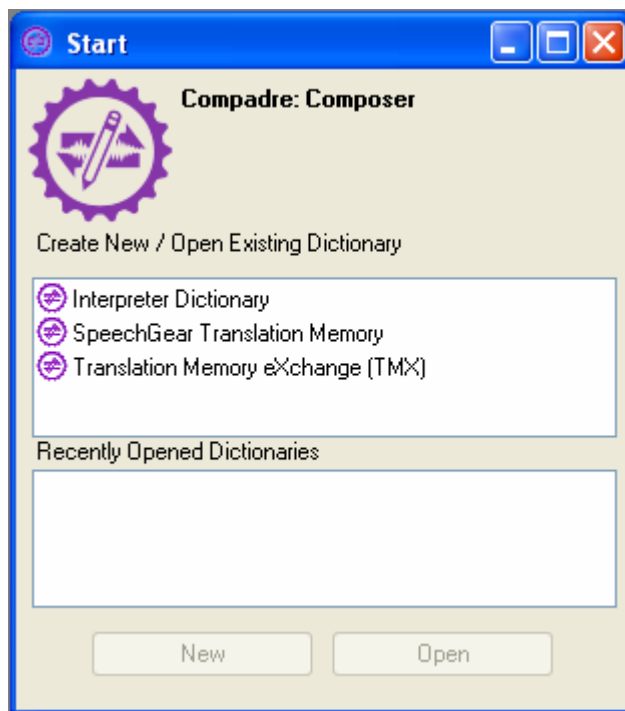 Start
Compadre: Composer
Create New / Open Existing Dictionary
Interpreter Dictionary
SpeechGear Translation Memory
Translation Memory eXchange (TMX)
Recently Opened Dictionaries
New
Open